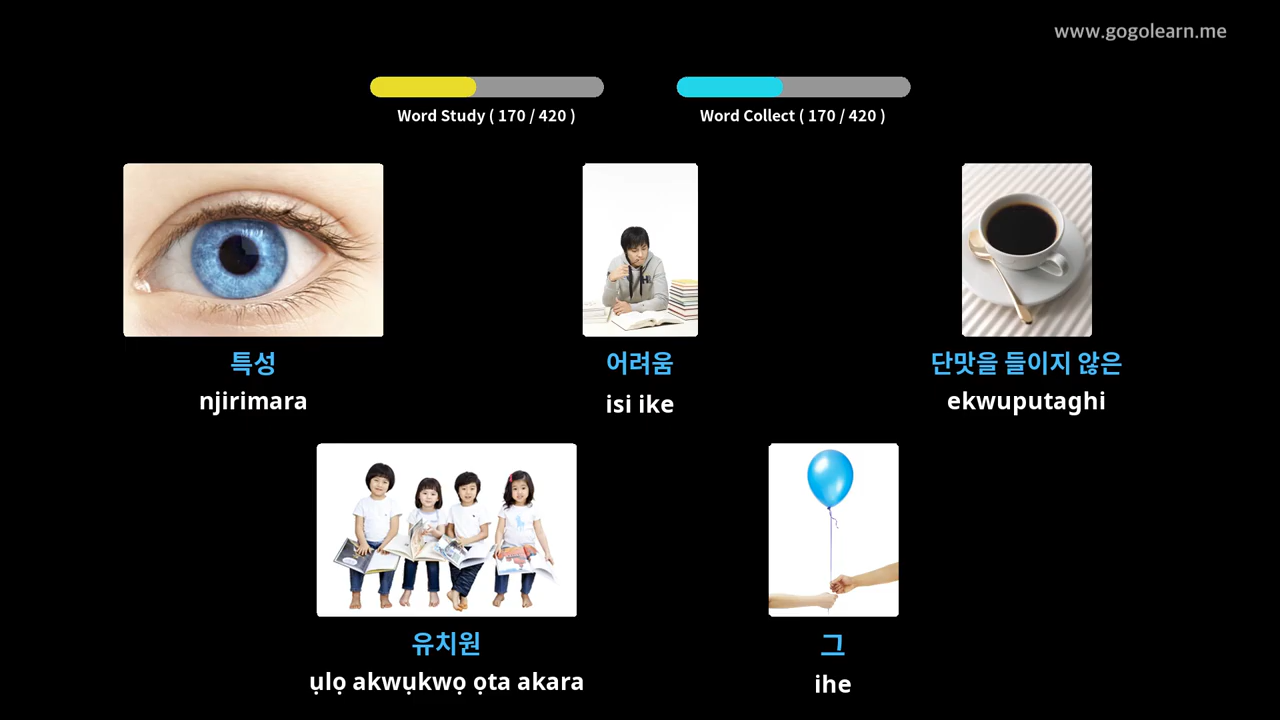 www.gogolearn.me
Word Study ( 170 / 420 )
Word Collect ( 170 / 420 )
특성
njirimara
어려움
isi ike
단맛을 들이지 않은
ekwuputaghi
유치원
ụlọ akwụkwọ ọta akara
그
ihe